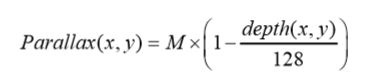 Parallax(x, y) = M × (1 − depth(x, y) / 128)